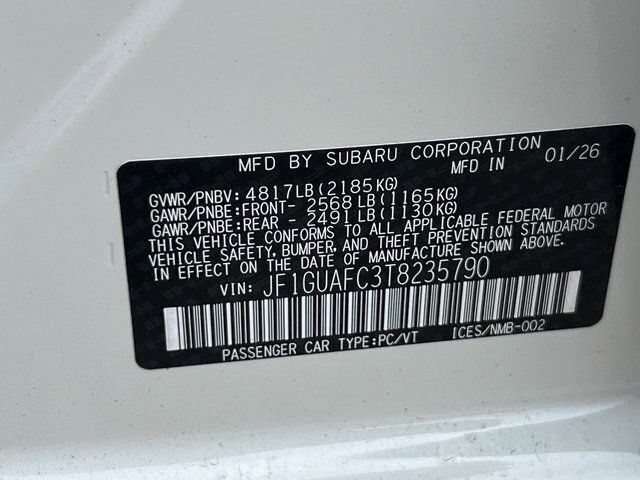 MFD BY SUBARU CORPORATION
MFD IN 01/26
GVWR/PNBV: 4817LB(2185KG)
GAWR/PNBE:FRONT- 2568LB(1165KG)
GAWR/PNBE:REAR - 2491LB(1130KG)
THIS VEHICLE CONFORMS TO ALL APPLICABLE FEDERAL MOTOR
VEHICLE SAFETY,BUMPER,AND THEFT PREVENTION STANDARDS
IN EFFECT ON THE DATE OF MANUFACTURE SHOWN ABOVE.
VIN: JF1GUAFC3T8235790
PASSENGER CAR TYPE:PC/VT ICES/NMB-002